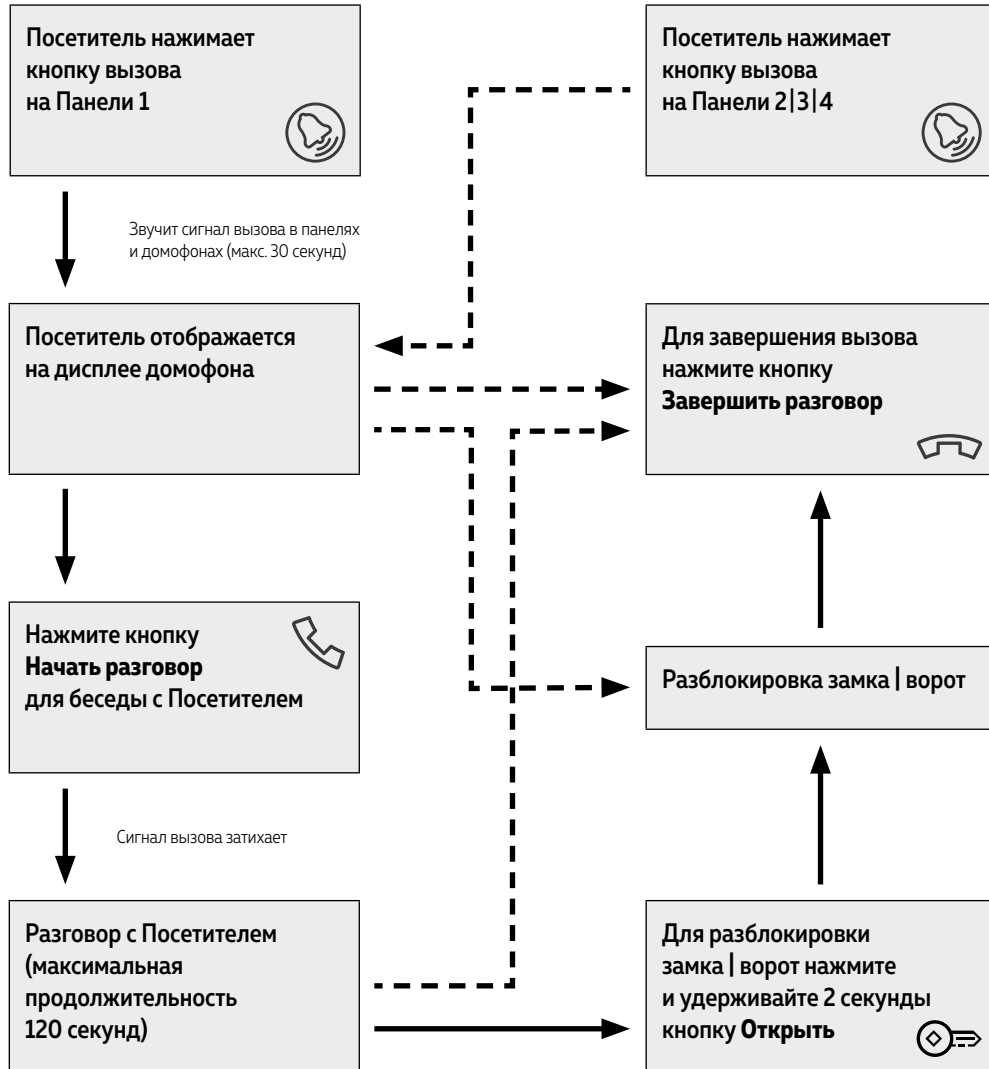 Посетитель нажимает
кнопку вызова
на Панели 1
Посетитель нажимает
кнопку вызова
на Панели 2|3|4
Звучит сигнал вызова в панелях
и домофонах (макс. 30 секунд)
Посетитель отображается
на дисплее домофона
Для завершения вызова
нажмите кнопку
Завершить разговор
Нажмите кнопку
Начать разговор
для беседы с Посетителем
Разблокировка замка | ворот
Сигнал вызова затихает
Разговор с Посетителем
(максимальная
продолжительность
120 секунд)
Для разблокировки
замка | ворот нажмите
и удерживайте 2 секунды
кнопку Открыть